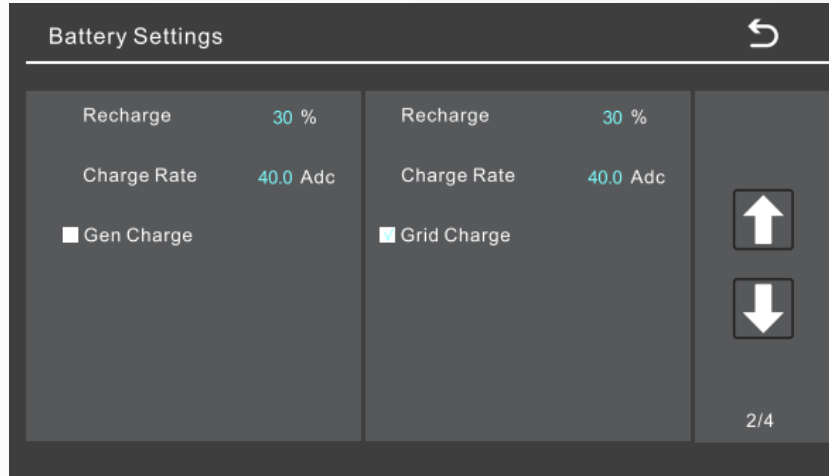 Battery Settings
Recharge 30 %
Charge Rate 40.0 Adc
Gen Charge
Recharge 30 %
Charge Rate 40.0 Adc
Grid Charge
2/4